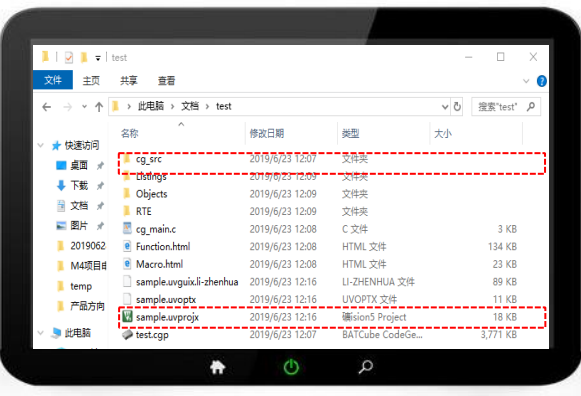 test
文件 主页 共享 查看
此电脑 > 文档 > test 搜索"test"
名称 修改日期 类型 大小
快速访问
桌面
下载
文档
图片
2019062
M4项目
temp
产品方向
此电脑
cg_src 2019/6/23 12:07 文件夹
Listings 2019/6/23 12:09 文件夹
Objects 2019/6/23 12:09 文件夹
RTE 2019/6/23 12:09 文件夹
cg_main.c 2019/6/23 12:08 C 文件 3 KB
Function.html 2019/6/23 12:08 HTML 文件 134 KB
Macro.html 2019/6/23 12:08 HTML 文件 23 KB
sample.uvguix.li-zhenhua 2019/6/23 12:16 LI-ZHENHUA 文件 89 KB
sample.uvoptx 2019/6/23 12:16 UVOPTX 文件 11 KB
sample.uvprojx 2019/6/23 12:16 礦ision5 Project 18 KB
test.cgp 2019/6/23 12:07 BATCube CodeGe... 3,771 KB